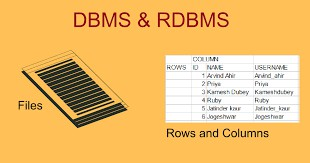 DBMS & RDBMS
COLUMN
ROWS ID NAME USERNAME
1 Arvind Ahir Arvind_ahir
2 Priya Priya
3 Kamesh Dubey Kameshdubey
4 Ruby Ruby
5 Jatinder kaur Jatinder_kaur
6 Jogeshwar Jogeshwar
Files
Rows and Columns